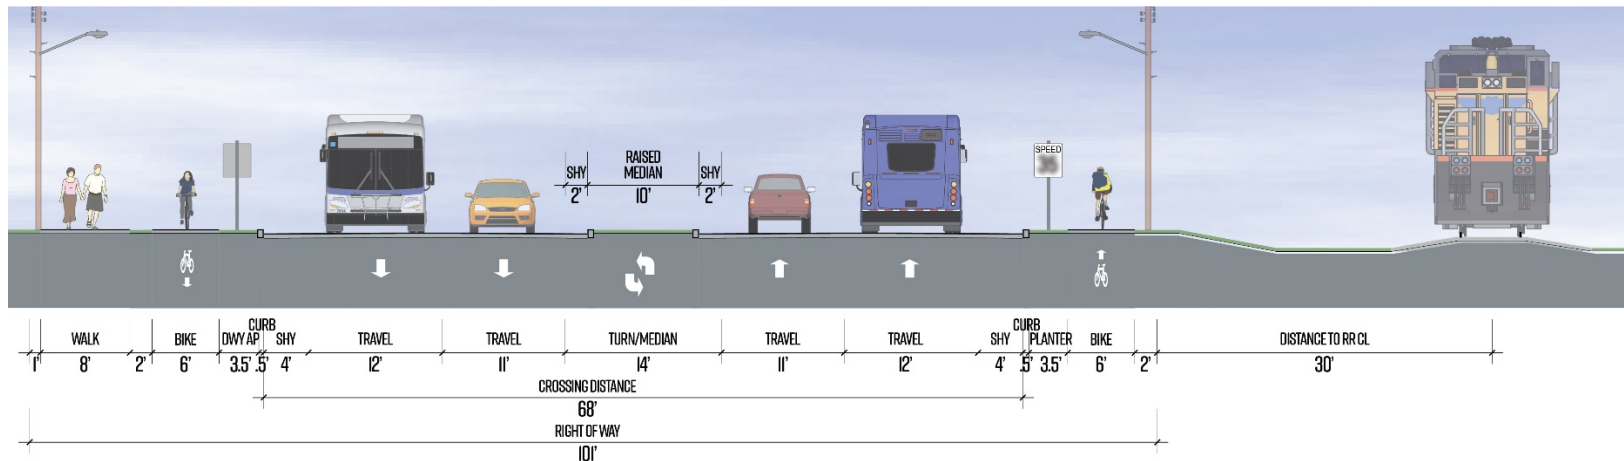 SPEED
SHY
2'
RAISED
MEDIAN
10'
SHY
2'
1'
WALK
8'
2'
BIKE
6'
DWY AP
3.5'
CURB
.5'
SHY
4'
TRAVEL
12'
TRAVEL
11'
TURN/MEDIAN
14'
TRAVEL
11'
TRAVEL
12'
SHY
4'
CURB
.5'
PLANTER
3.5'
BIKE
6'
2'
DISTANCE TO RR CL
30'
CROSSING DISTANCE
68'
RIGHT OF WAY
101'